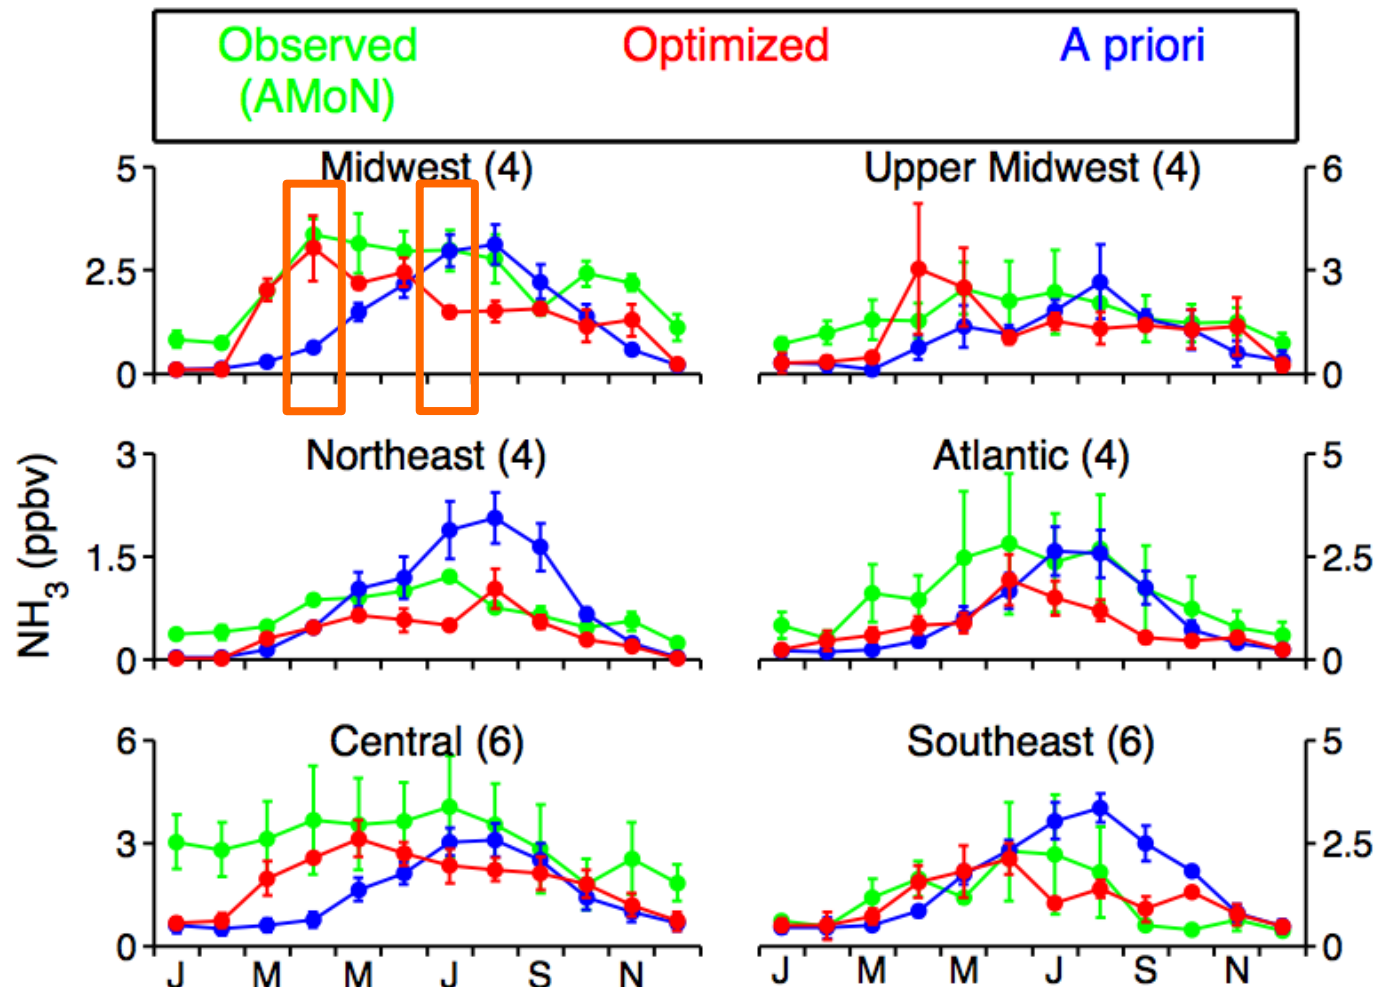 Observed Optimized A priori
(AMoN)
Midwest (4) Upper Midwest (4)
5 6
2.5 3
0 0
Northeast (4) Atlantic (4)
3 5
1.5 2.5
0 0
Central (6) Southeast (6)
6 5
3 2.5
0 0
NH3 (ppbv)
J M M J S N J M M J S N